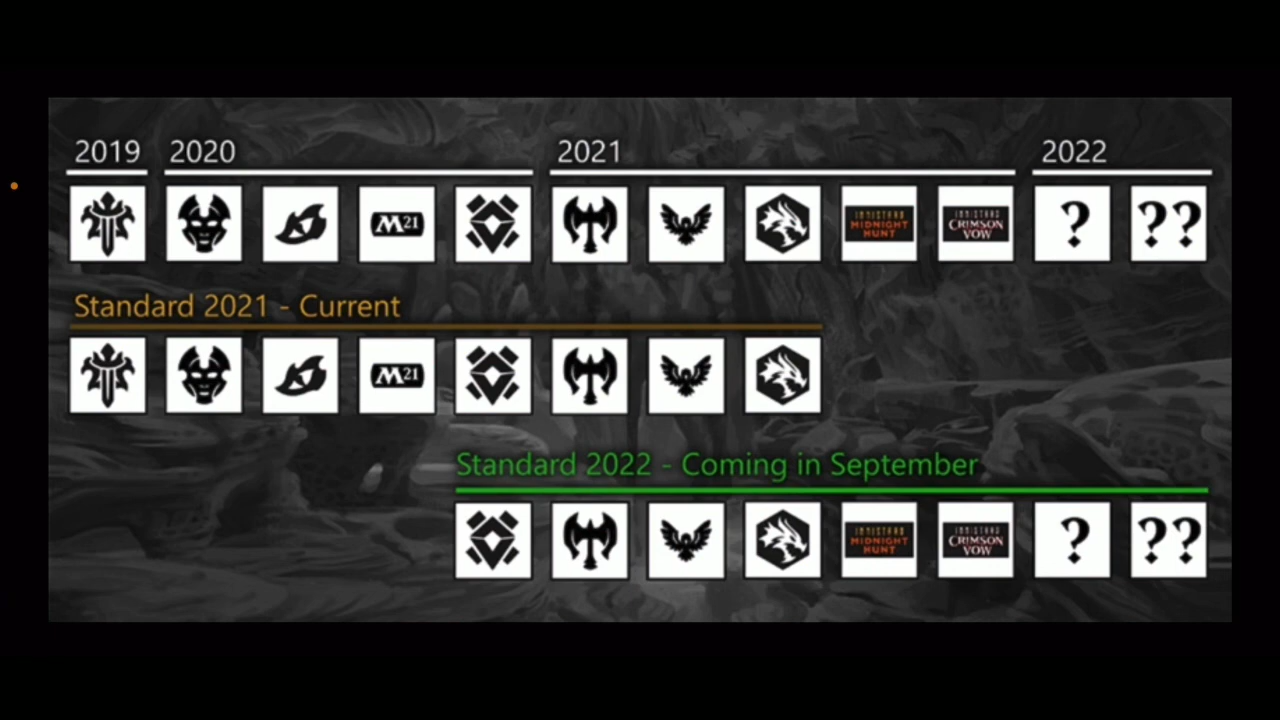 2019 2020 2021 2022
M21 INNISTRAD MIDNIGHT HUNT INNISTRAD CRIMSON VOW ? ??
Standard 2021 - Current
M21
Standard 2022 - Coming in September
INNISTRAD MIDNIGHT HUNT INNISTRAD CRIMSON VOW ? ??